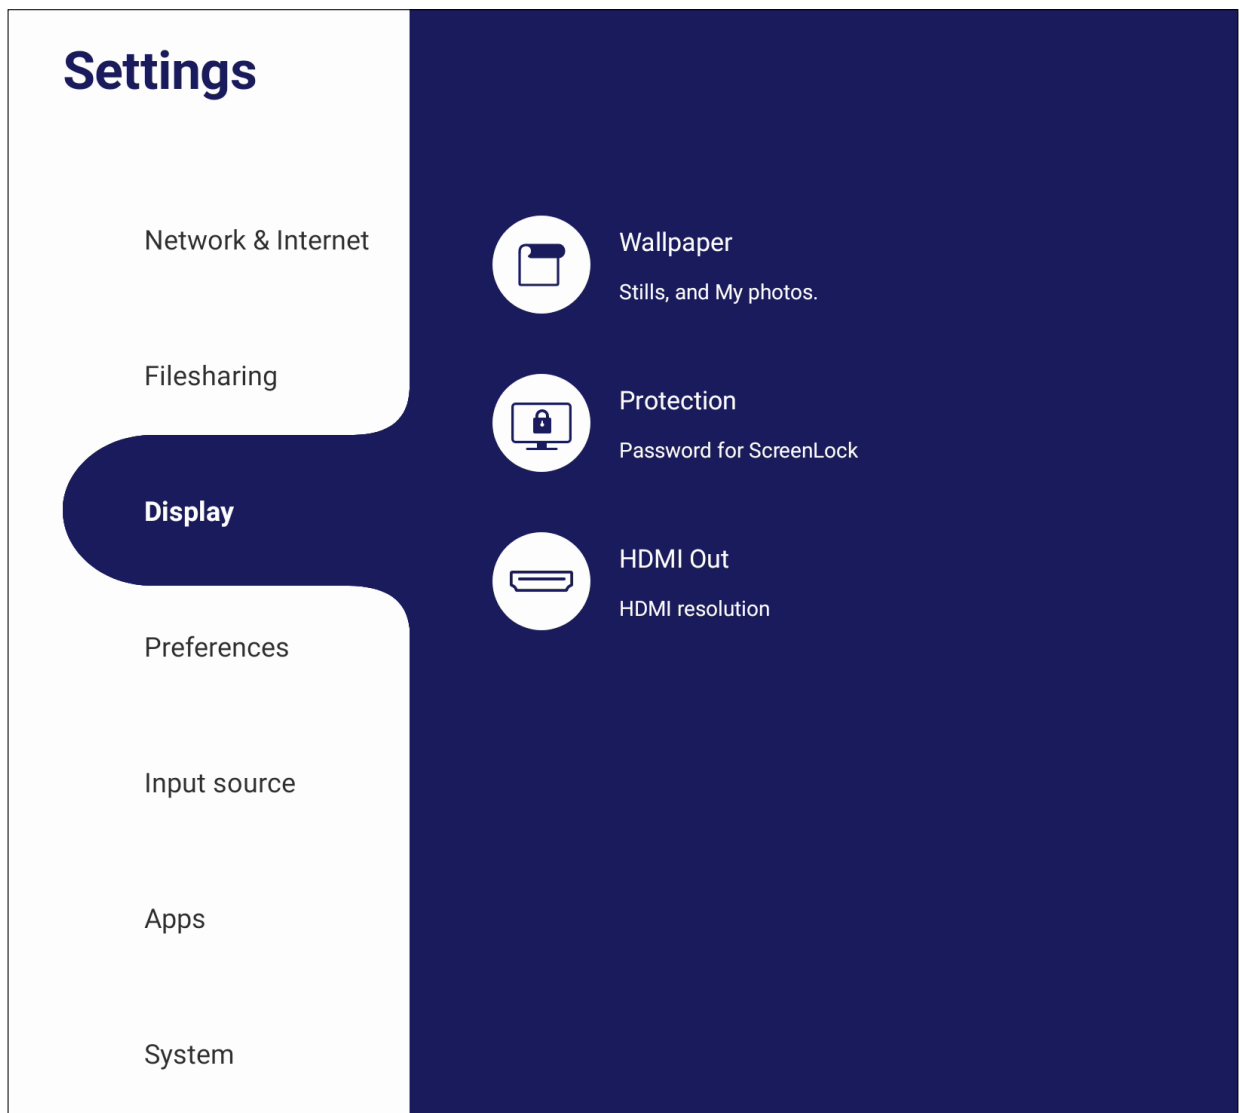 Settings
Network & Internet
Filesharing
Display
Preferences
Input source
Apps
System
Wallpaper
Stills, and My photos.
Protection
Password for ScreenLock
HDMI Out
HDMI resolution